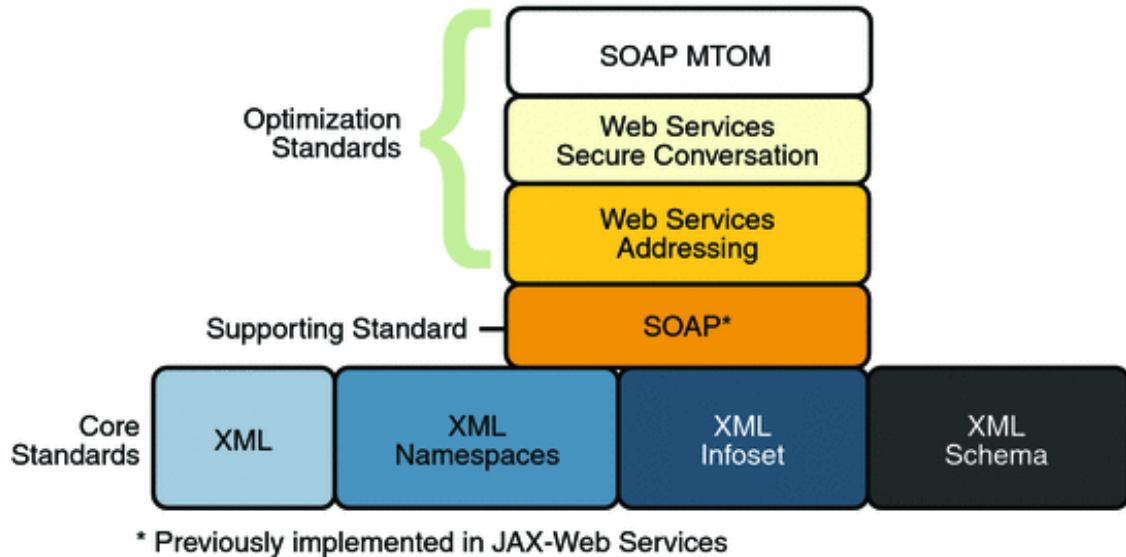 SOAP MTOM
Optimization
Standards
Web Services
Secure Conversation
Web Services
Addressing
Supporting Standard
SOAP*
Core
Standards
XML
XML
Namespaces
XML
Infoset
XML
Schema
* Previously implemented in JAX-Web Services